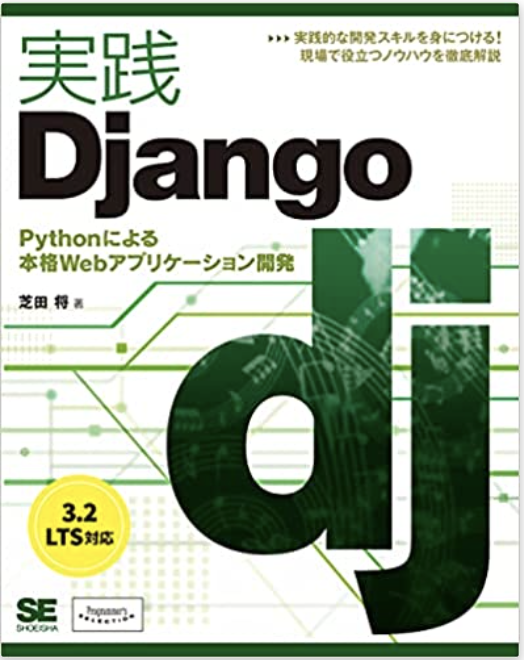 ▸▸▸ 実践的な開発スキルを身につける!
現場で役立つノウハウを徹底解説
実践
Django
Pythonによる
本格Webアプリケーション開発
芝田 将 著
dj
3.2
LTS対応
SE
SHOEISHA
Programmer's
SELECTION